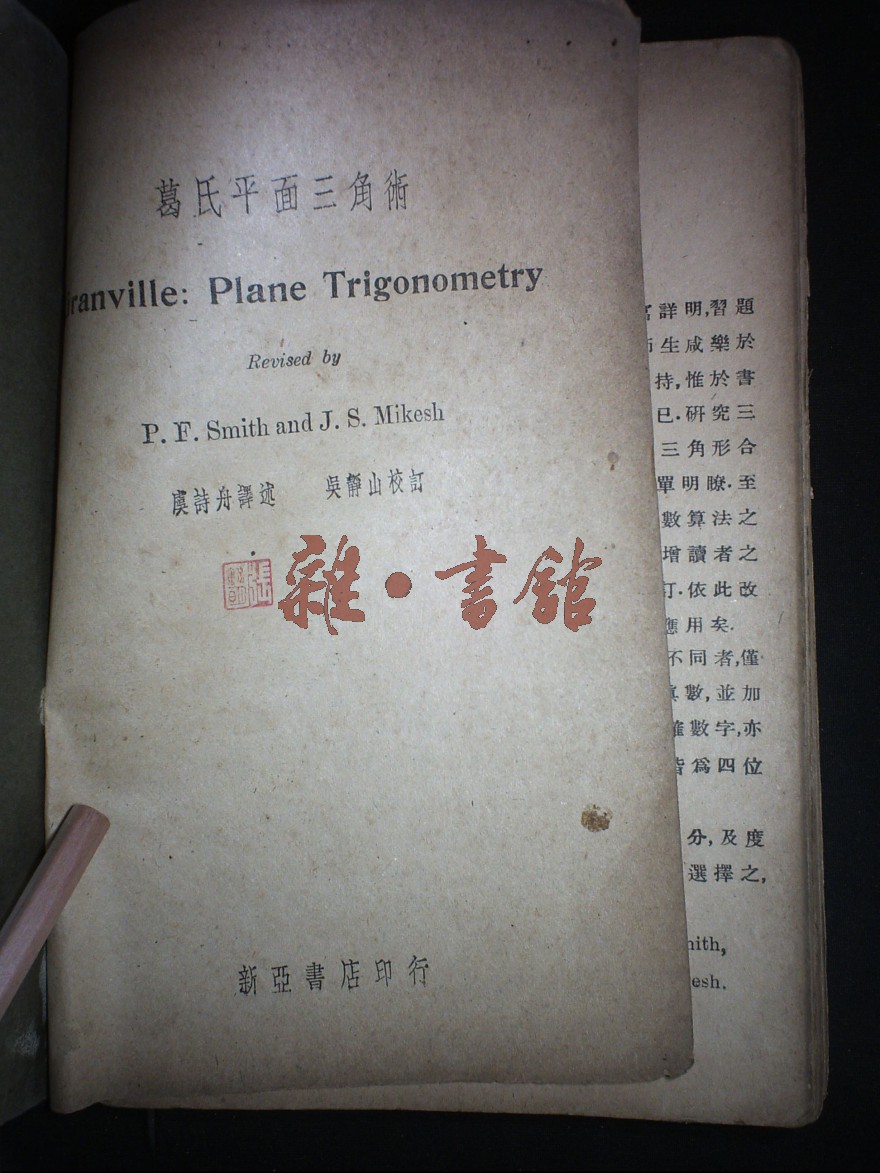 葛氏平面三角術
ranville: Plane Trigonometry
Revised by
P. F. Smith and J. S. Mikesh
虞詩舟譯述 吳靜山校訂
雜·書館
新亞書店印行
詳明,習題
生咸樂於
持,惟於書
已.研究三
三角形合
單明瞭.至
數算法之
增讀者之
訂.依此改
應用矣.
不同者,僅
數,並加
數字,亦
皆爲四位
分,及度
選擇之,
ith,
esh.